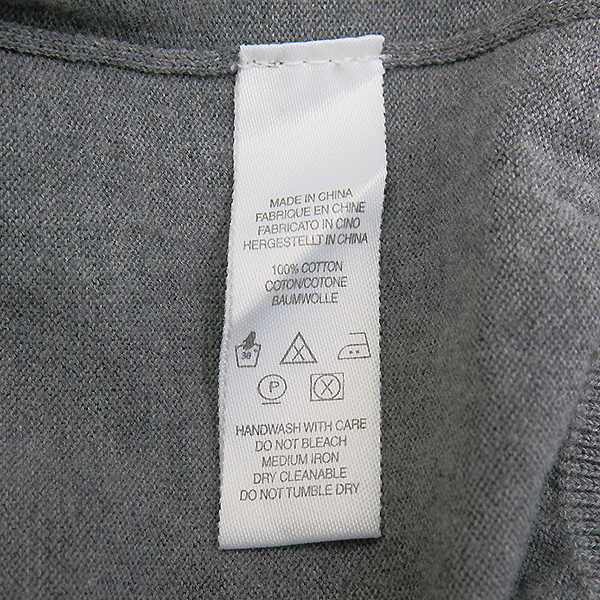 MADE IN CHINA
FABRIQUE EN CHINE
FABRICATO IN CINO
HERGESTELLT IN CHINA
100% COTTON
COTON/COTONE
BAUMWOLLE
30°
P
HANDWASH WITH CARE
DO NOT BLEACH
MEDIUM IRON
DRY CLEANABLE
DO NOT TUMBLE DRY